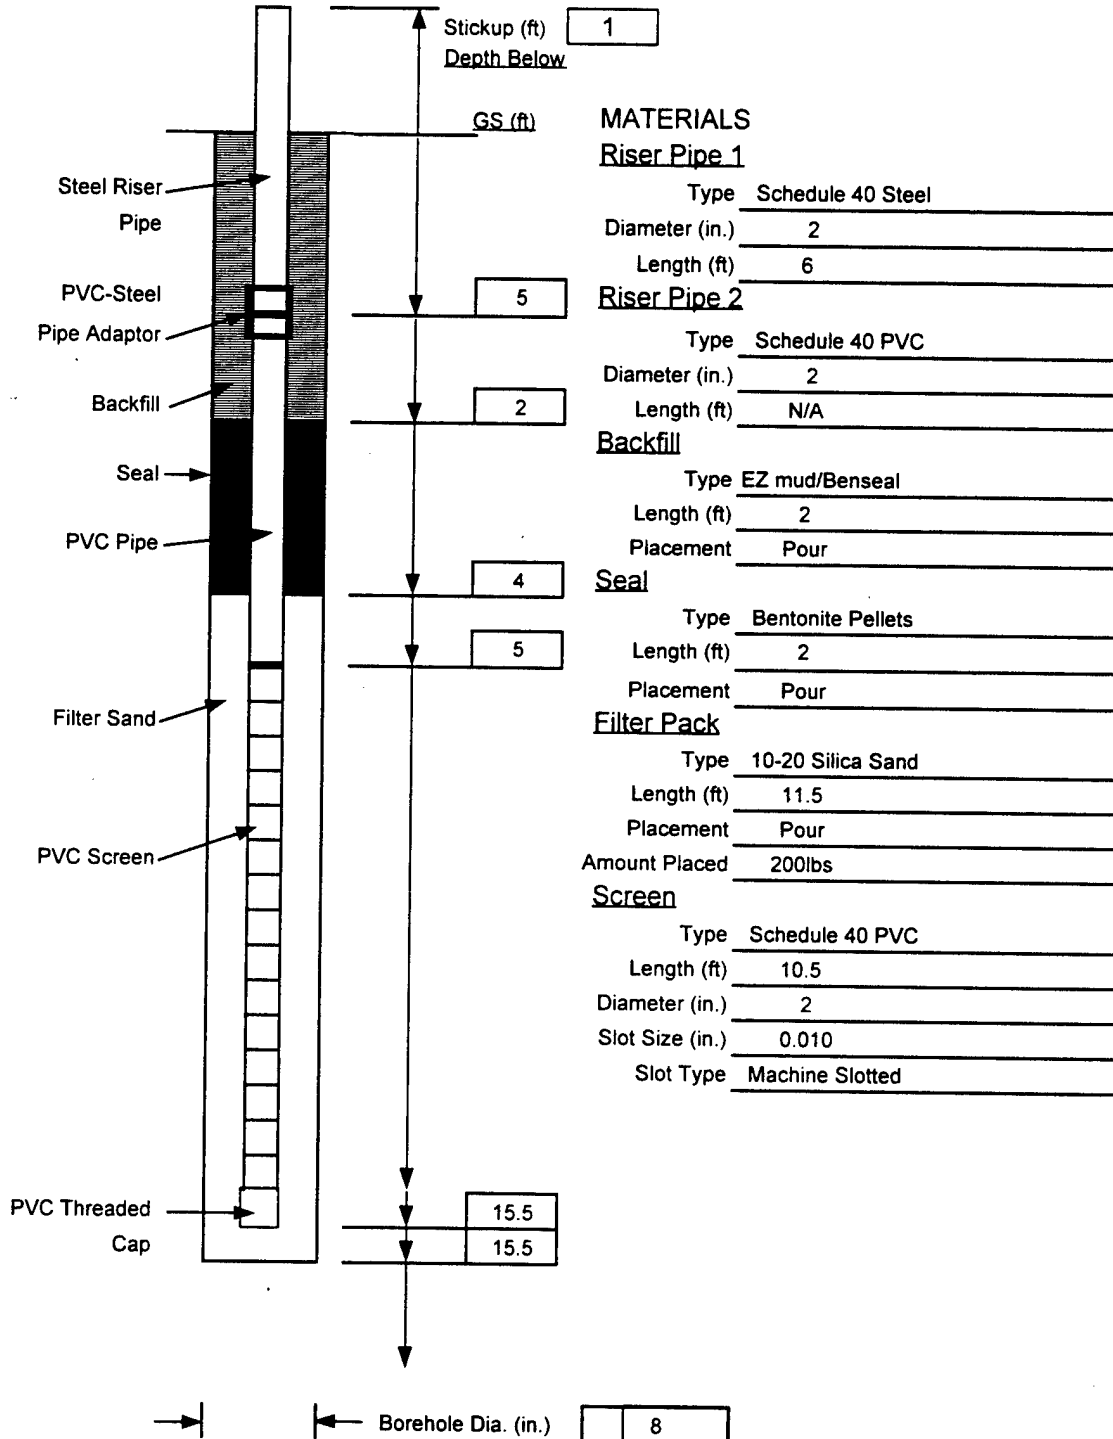 Stickup (ft) 1
Depth Below
GS (ft)
Steel Riser
Pipe
PVC-Steel
Pipe Adaptor
5
Backfill
2
Seal
PVC Pipe
4
5
Filter Sand
PVC Screen
PVC Threaded
Cap
15.5
15.5
Borehole Dia. (in.) 8
MATERIALS
Riser Pipe 1
Type Schedule 40 Steel
Diameter (in.) 2
Length (ft) 6
Riser Pipe 2
Type Schedule 40 PVC
Diameter (in.) 2
Length (ft) N/A
Backfill
Type EZ mud/Benseal
Length (ft) 2
Placement Pour
Seal
Type Bentonite Pellets
Length (ft) 2
Placement Pour
Filter Pack
Type 10-20 Silica Sand
Length (ft) 11.5
Placement Pour
Amount Placed 200lbs
Screen
Type Schedule 40 PVC
Length (ft) 10.5
Diameter (in.) 2
Slot Size (in.) 0.010
Slot Type Machine Slotted